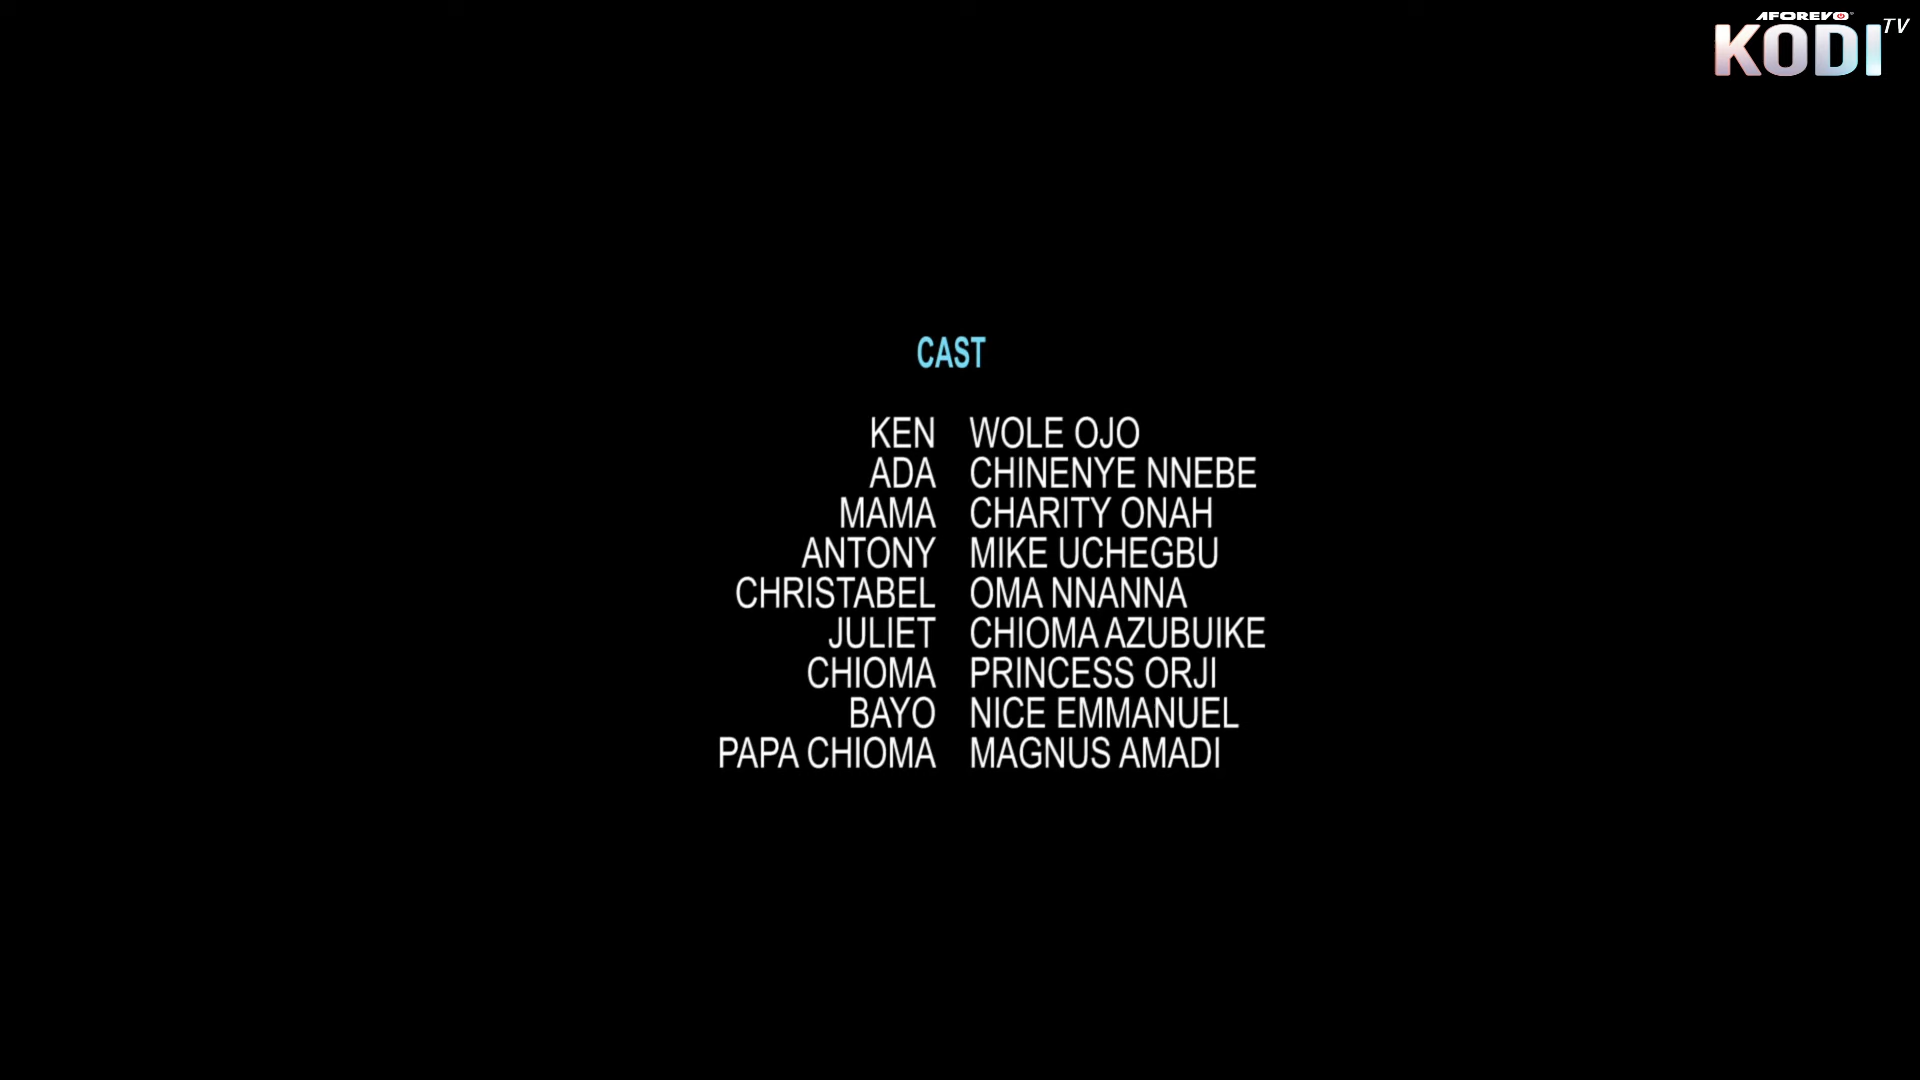 AFOREVO
KODI TV
CAST
KEN WOLE OJO
ADA CHINENYE NNEBE
MAMA CHARITY ONAH
ANTONY MIKE UCHEGBU
CHRISTABEL OMA NNANNA
JULIET CHIOMA AZUBUIKE
CHIOMA PRINCESS ORJI
BAYO NICE EMMANUEL
PAPA CHIOMA MAGNUS AMADI